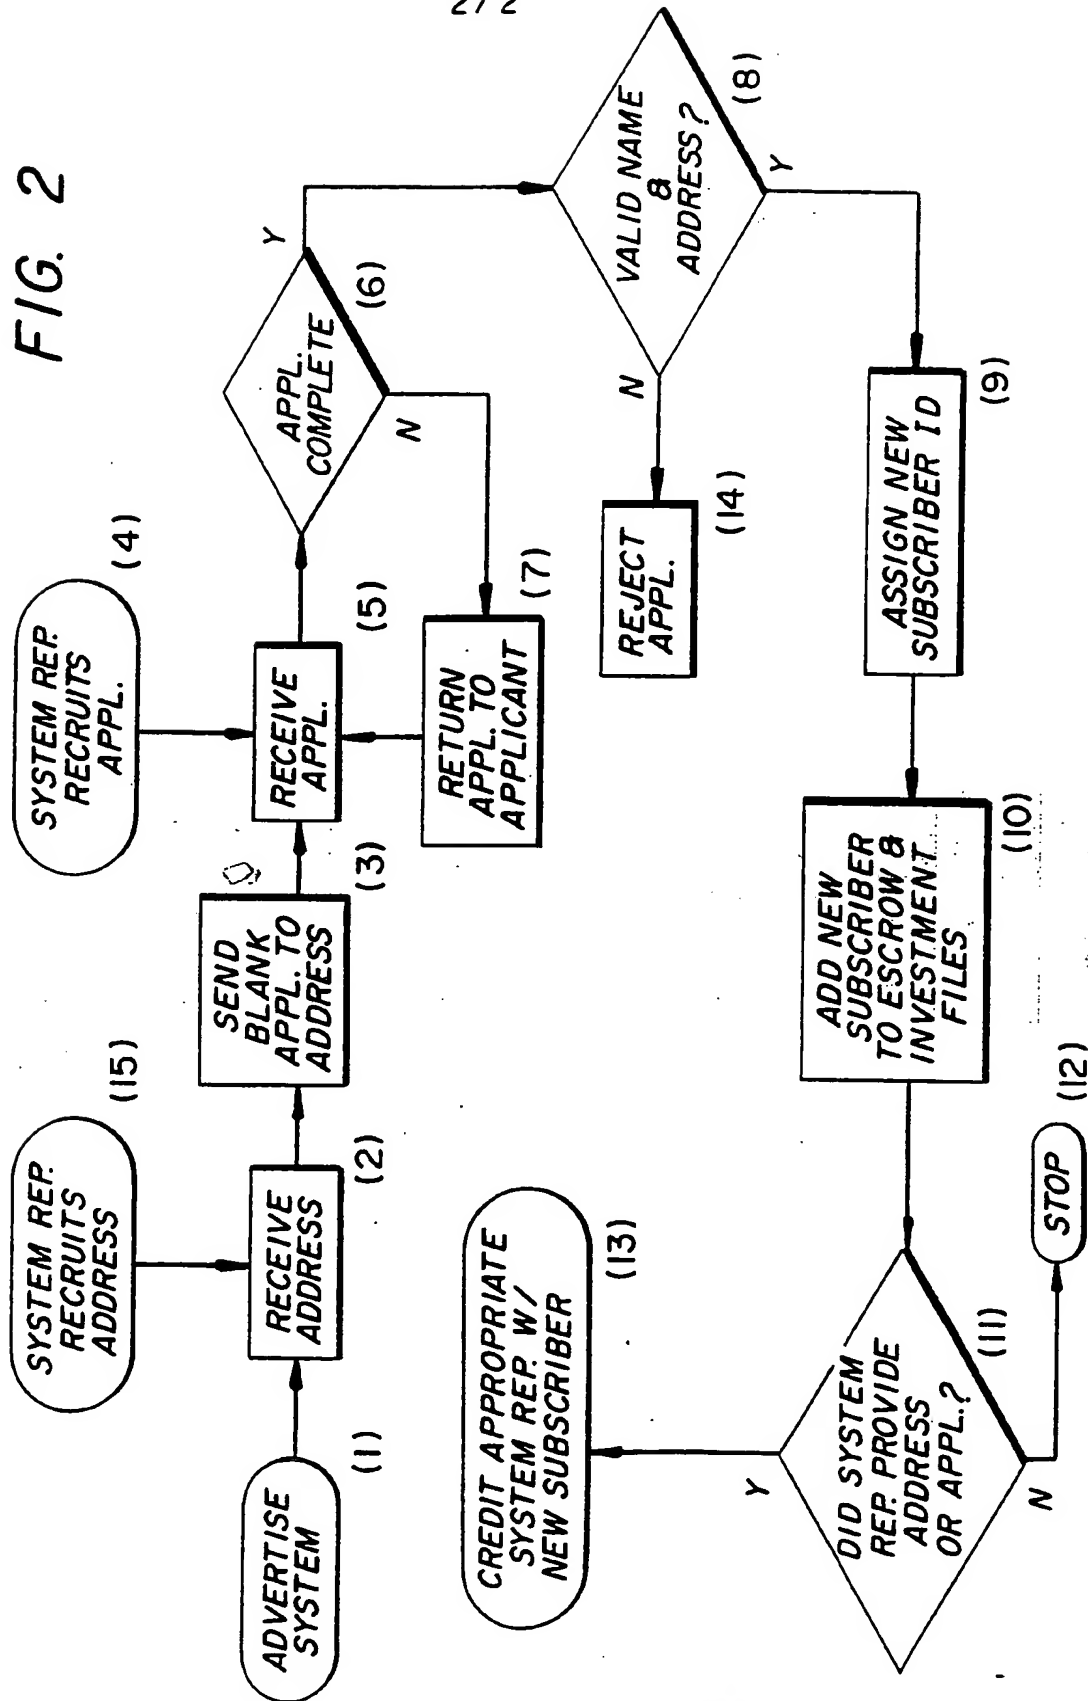 2/2
FIG. 2
SYSTEM REP.
RECRUITS
ADDRESS
(15)
SYSTEM REP.
RECRUITS
APPL.
(4)
ADVERTISE
SYSTEM
(1)
RECEIVE
ADDRESS
(2)
SEND
BLANK
APPL. TO
ADDRESS
(3)
RECEIVE
APPL.
(5)
APPL.
COMPLETE
(6)
Y
N
RETURN
APPL. TO
APPLICANT
(7)
VALID NAME
&
ADDRESS?
(8)
N
Y
REJECT
APPL.
(14)
ASSIGN NEW
SUBSCRIBER ID
(9)
ADD NEW
SUBSCRIBER
TO ESCROW &
INVESTMENT
FILES
(10)
DID SYSTEM
REP. PROVIDE
ADDRESS
OR APPL.?
(11)
Y
N
CREDIT APPROPRIATE
SYSTEM REP. W/
NEW SUBSCRIBER
(13)
STOP
(12)